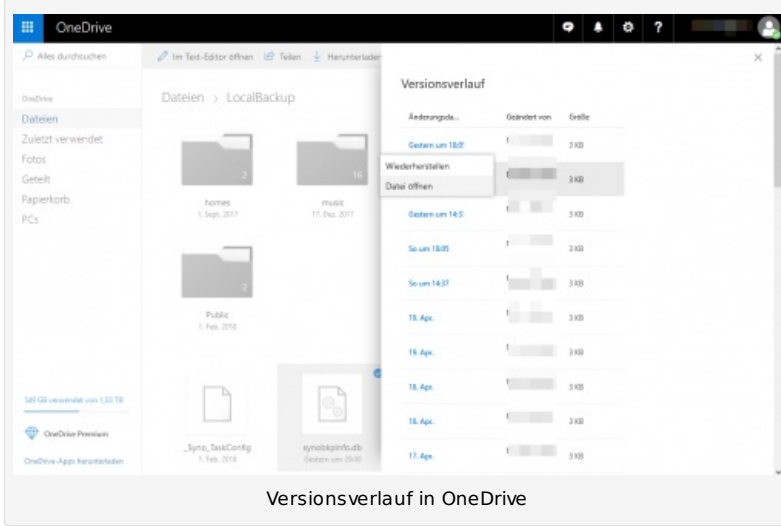 OneDrive
?
Alles durchsuchen
Im Text-Editor öffnen Teilen Herunterladen
×
Versionsverlauf
OneDrive
Dateien > LocalBackup
Änderungsda... Geändert von Größe
Dateien
Zuletzt verwendet
Gestern um 3 KB
Fotos
Wiederherstellen
Geteilt
2
16
3 KB
Datei öffnen
Papierkorb
homes
music
PCs
1. Sept. 2017
17. Dez. 2017
Gestern um 14:5 3 KB
So um 18:05 3 KB
2
So um 14:37 3 KB
Public
1. Feb. 2018
19. Apr. 3 KB
19. Apr. 3 KB
18. Apr. 3 KB
549 GB verwendet von 1,03 TB
18. Apr. 3 KB
OneDrive Premium
_Sync_TaskConfig
synobkpinfo.db
OneDrive-Apps herunterladen
1. Feb. 2018
Gestern um 20:00
17. Apr. 3 KB
Versionsverlauf in OneDrive